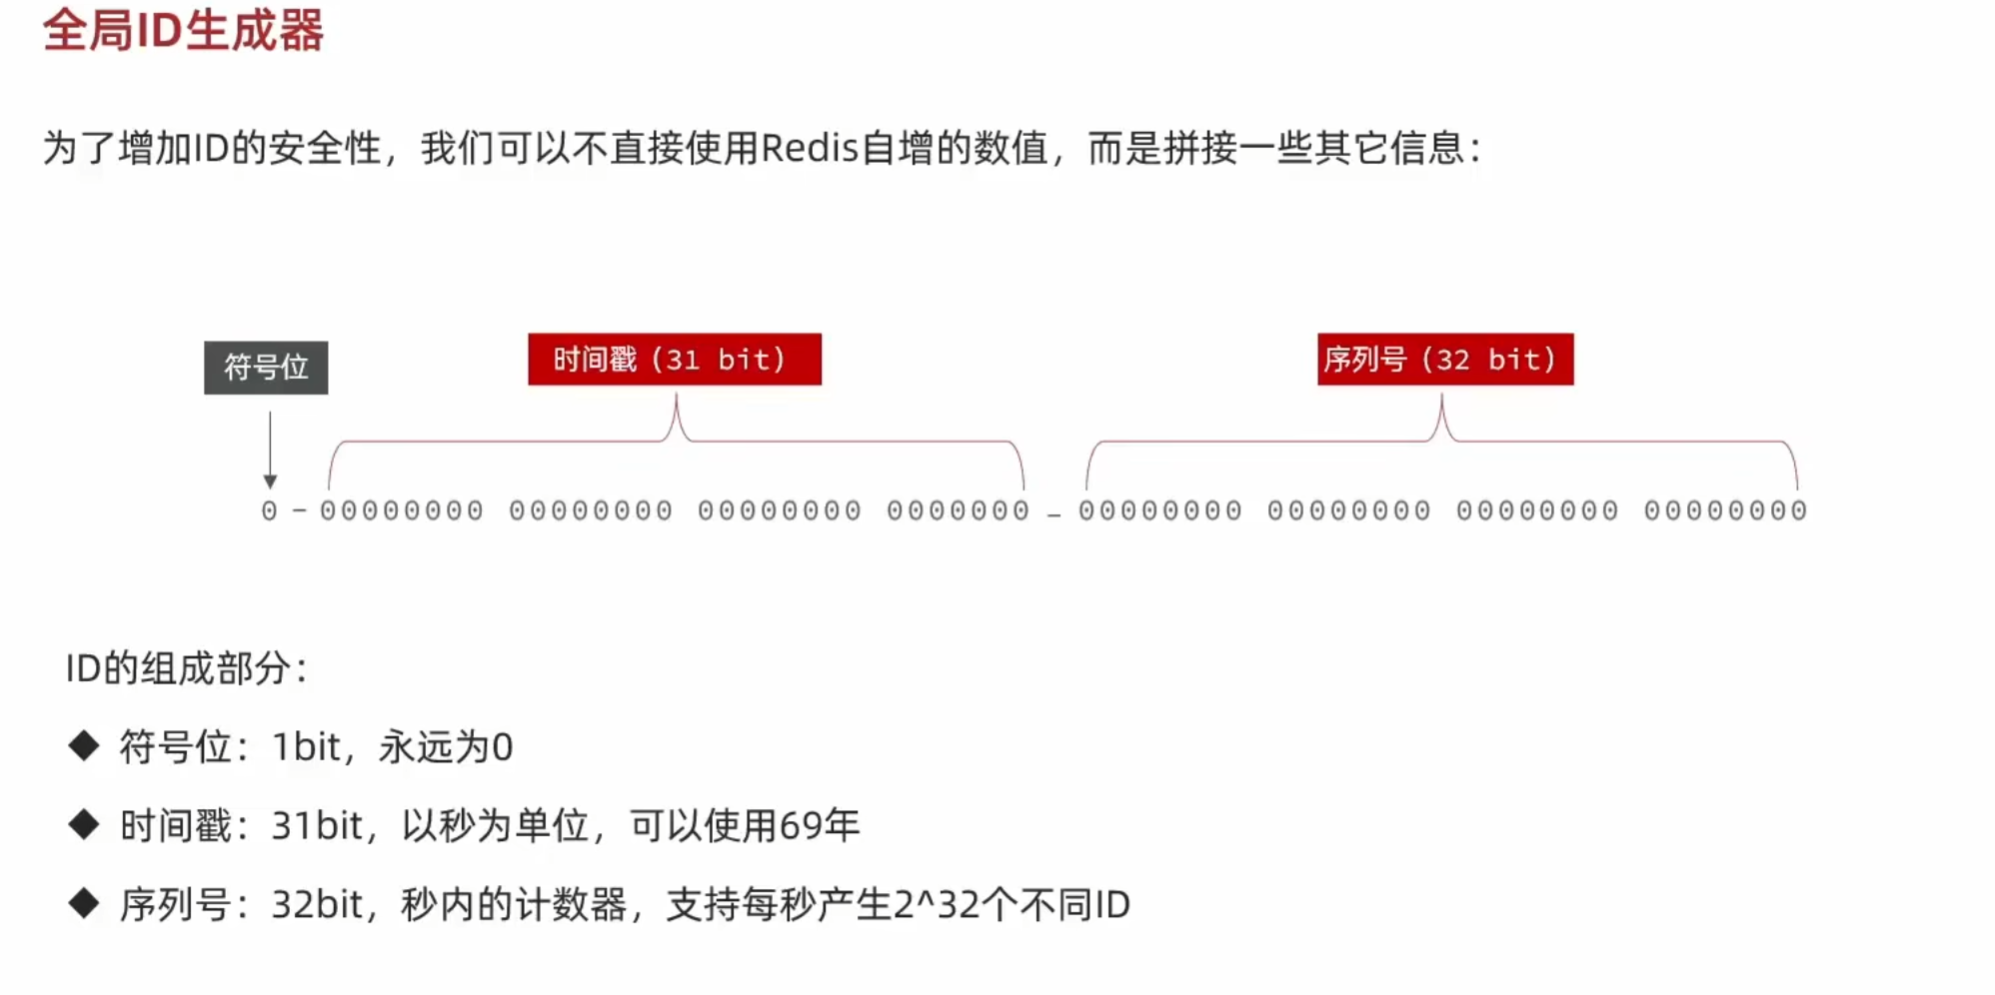 全局ID生成器
为了增加ID的安全性，我们可以不直接使用Redis自增的数值，而是拼接一些其它信息：
符号位 时间戳（31 bit） 序列号（32 bit）
0 – 00000000 00000000 00000000 0000000 _ 00000000 00000000 00000000 00000000
ID的组成部分：
◆ 符号位：1bit，永远为0
◆ 时间戳：31bit，以秒为单位，可以使用69年
◆ 序列号：32bit，秒内的计数器，支持每秒产生2^32个不同ID